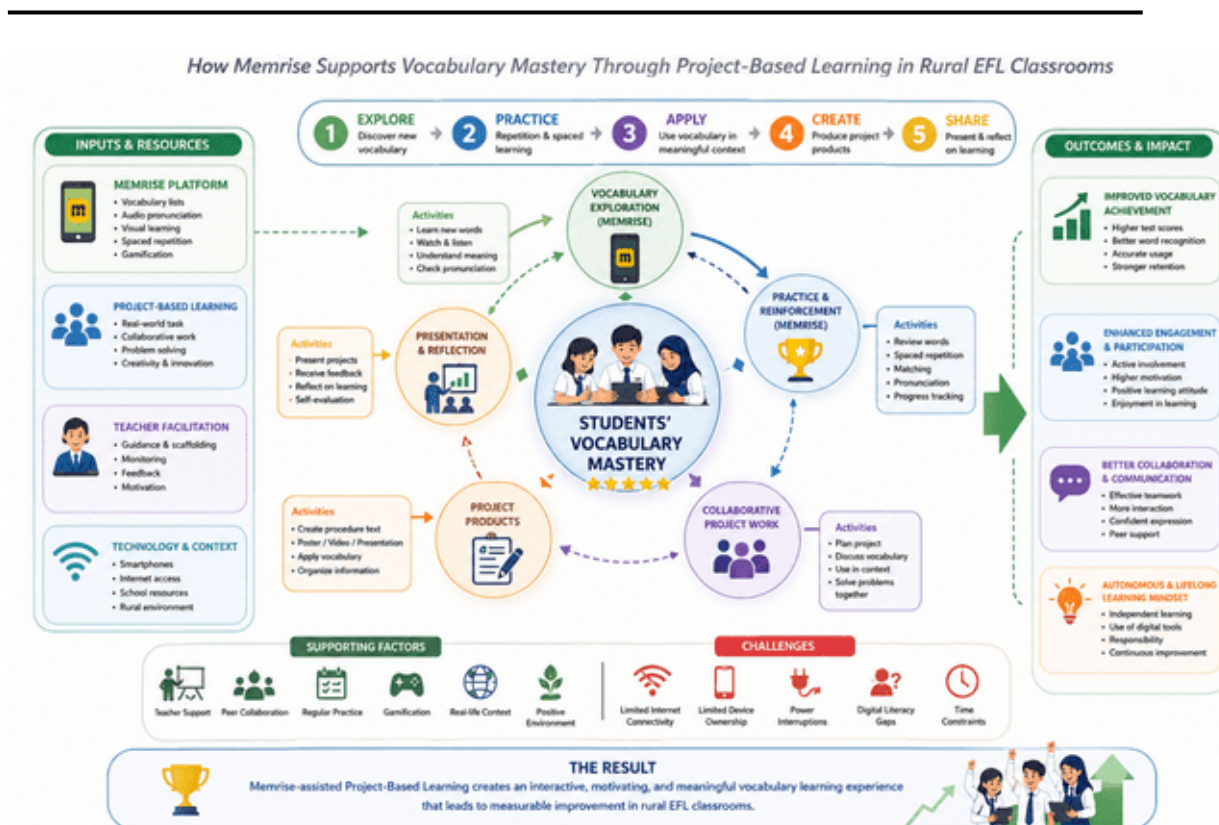 How Memrise Supports Vocabulary Mastery Through Project-Based Learning in Rural EFL Classrooms
1 EXPLORE
Discover new
vocabulary
2 PRACTICE
Repetition & spaced
learning
3 APPLY
Use vocabulary in
meaningful context
4 CREATE
Produce project
products
5 SHARE
Present & reflect
on learning
INPUTS & RESOURCES
MEMRISE PLATFORM
m
• Vocabulary lists
• Audio pronunciation
• Visual learning
• Spaced repetition
• Gamification
PROJECT-BASED LEARNING
• Real-world task
• Collaborative work
• Problem solving
• Creativity & innovation
TEACHER FACILITATION
• Guidance & scaffolding
• Monitoring
• Feedback
• Motivation
TECHNOLOGY & CONTEXT
• Smartphones
• Internet access
• School resources
• Rural environment
VOCABULARY
EXPLORATION
(MEMRISE)
m
Activities
• Learn new words
• Watch & listen
• Understand meaning
• Check pronunciation
PRACTICE &
REINFORCEMENT
(MEMRISE)
Activities
• Review words
• Spaced repetition
• Matching
• Pronunciation
• Progress tracking
COLLABORATIVE
PROJECT WORK
Activities
• Plan project
• Discuss vocabulary
• Use in context
• Solve problems
together
PROJECT
PRODUCTS
Activities
• Create procedure text
• Poster / Video / Presentation
• Apply vocabulary
• Organize information
PRESENTATION
& REFLECTION
Activities
• Present projects
• Receive feedback
• Reflect on learning
• Self-evaluation
STUDENTS'
VOCABULARY
MASTERY
OUTCOMES & IMPACT
IMPROVED VOCABULARY
ACHIEVEMENT
• Higher test scores
• Better word recognition
• Accurate usage
• Stronger retention
ENHANCED ENGAGEMENT
& PARTICIPATION
• Active involvement
• Higher motivation
• Positive learning attitude
• Enjoyment in learning
BETTER COLLABORATION
& COMMUNICATION
• Effective teamwork
• More interaction
• Confident expression
• Peer support
AUTONOMOUS & LIFELONG
LEARNING MINDSET
• Independent learning
• Use of digital tools
• Responsibility
• Continuous improvement
SUPPORTING FACTORS
Teacher Support
Peer Collaboration
Regular Practice
Gamification
Real-life Context
Positive
Environment
CHALLENGES
Limited Internet
Connectivity
Limited Device
Ownership
Power
Interruptions
?
Digital Literacy
Gaps
Time
Constraints
THE RESULT
Memrise-assisted Project-Based Learning creates an interactive, motivating, and meaningful vocabulary learning experience
that leads to measurable improvement in rural EFL classrooms.